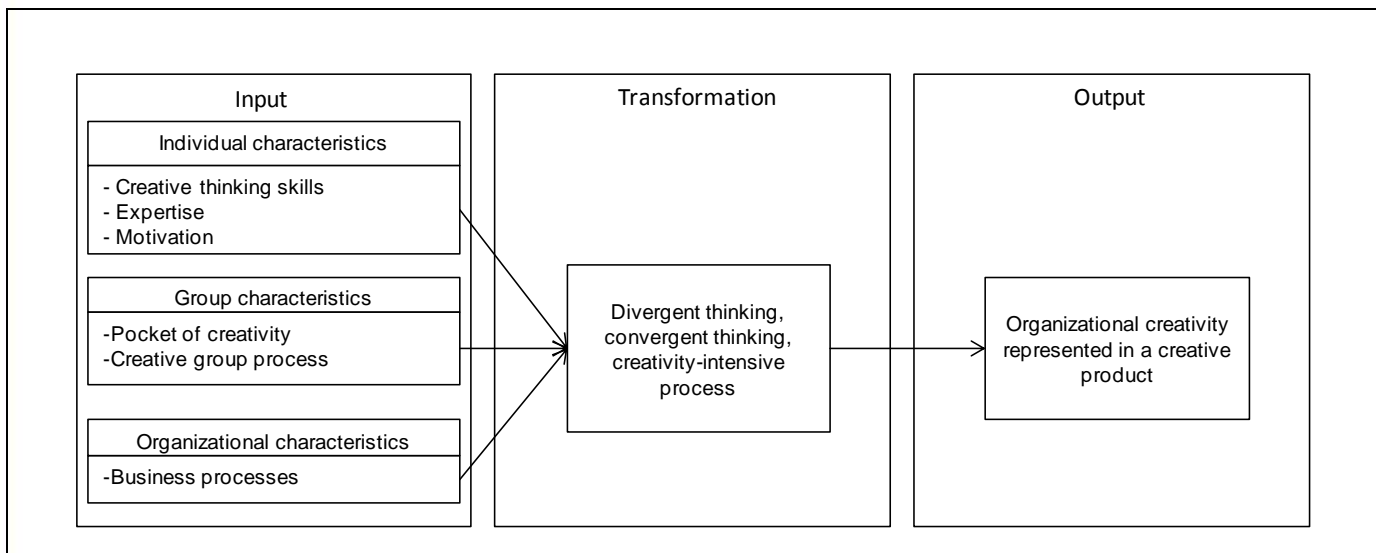 Input
Individual characteristics
- Creative thinking skills
- Expertise
- Motivation
Group characteristics
-Pocket of creativity
-Creative group process
Organizational characteristics
-Business processes
Transformation
Divergent thinking,
convergent thinking,
creativity-intensive
process
Output
Organizational creativity
represented in a creative
product